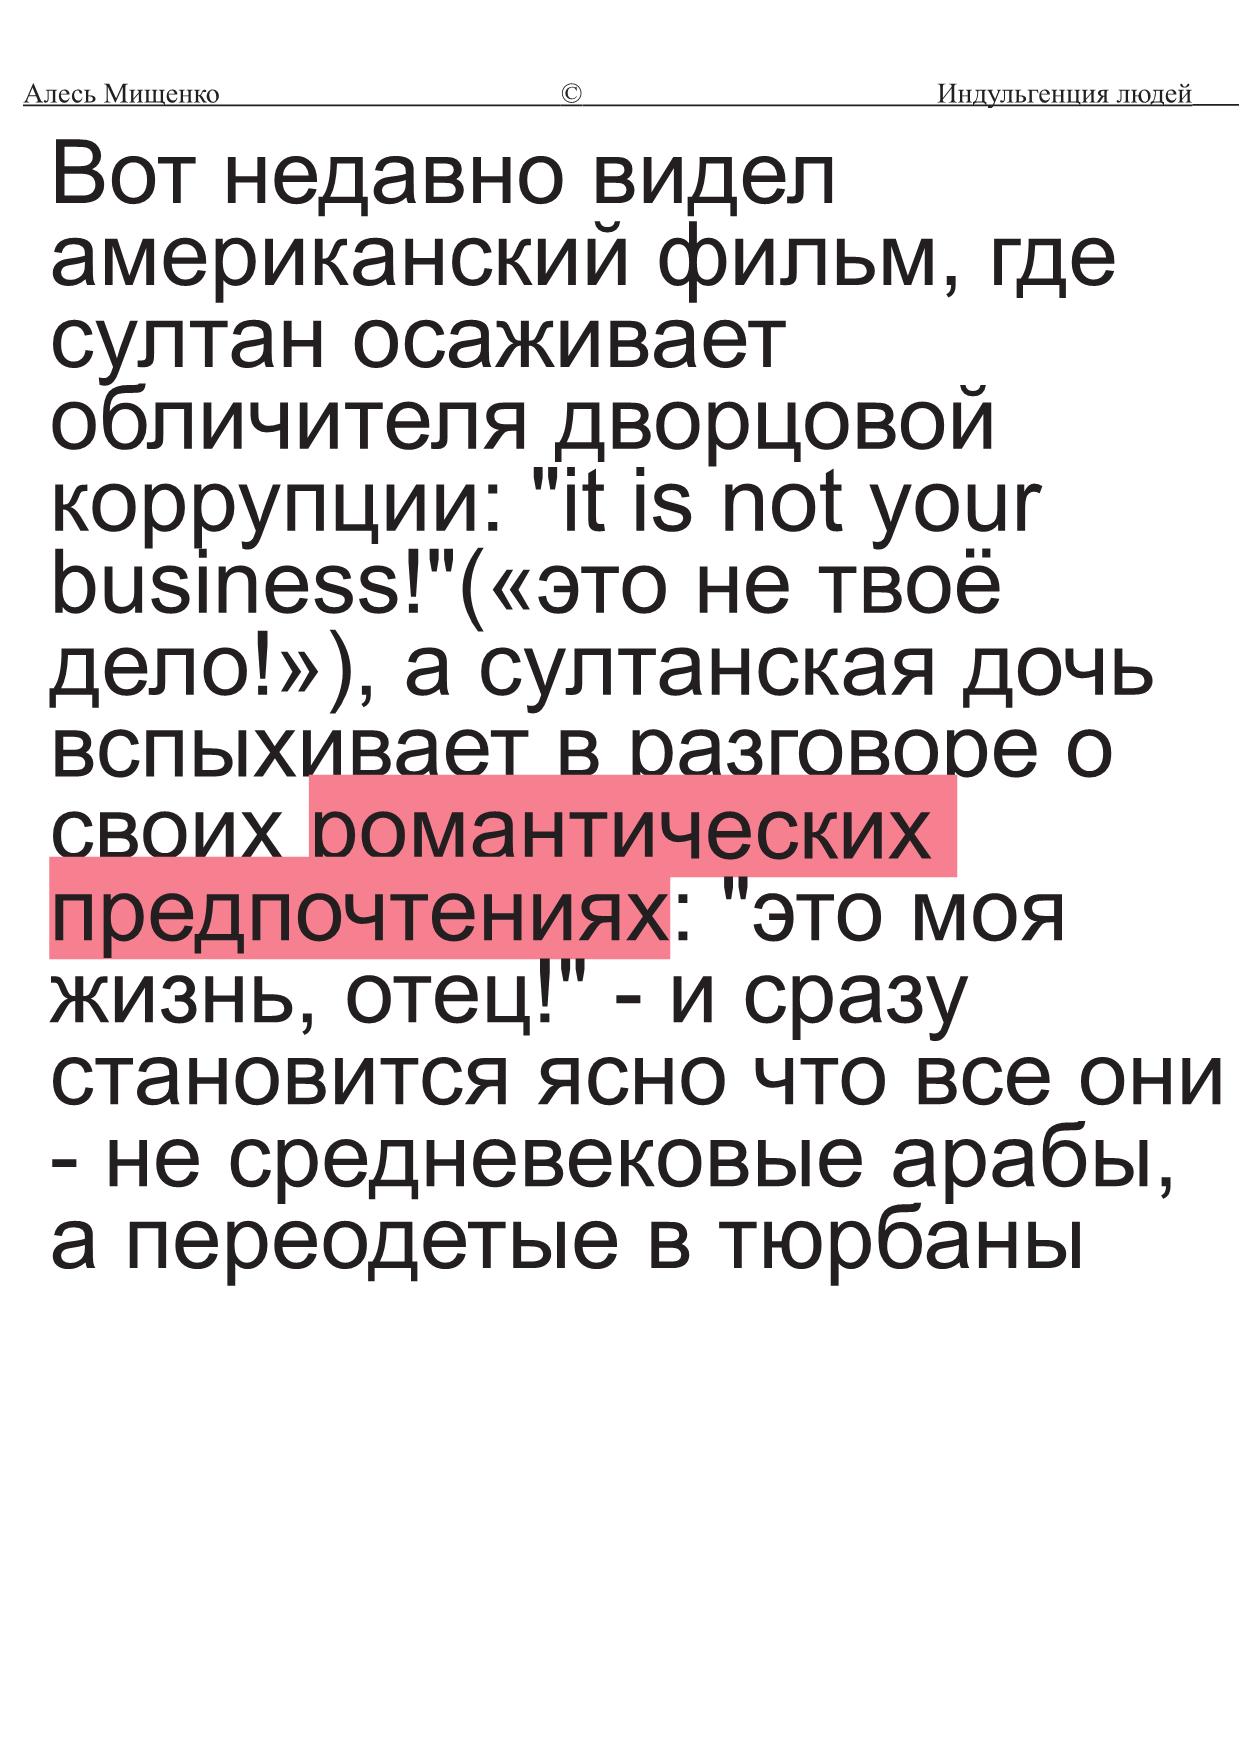 Алесь Мищенко © Индульгенция людей
Вот недавно видел
американский фильм, где
султан осаживает
обличителя дворцовой
коррупции: "it is not your
business!"(«это не твоё
дело!»), а султанская дочь
вспыхивает в разговоре о
своих романтических
предпочтениях: "это моя
жизнь, отец!" - и сразу
становится ясно что все они
- не средневековые арабы,
а переодетые в тюрбаны